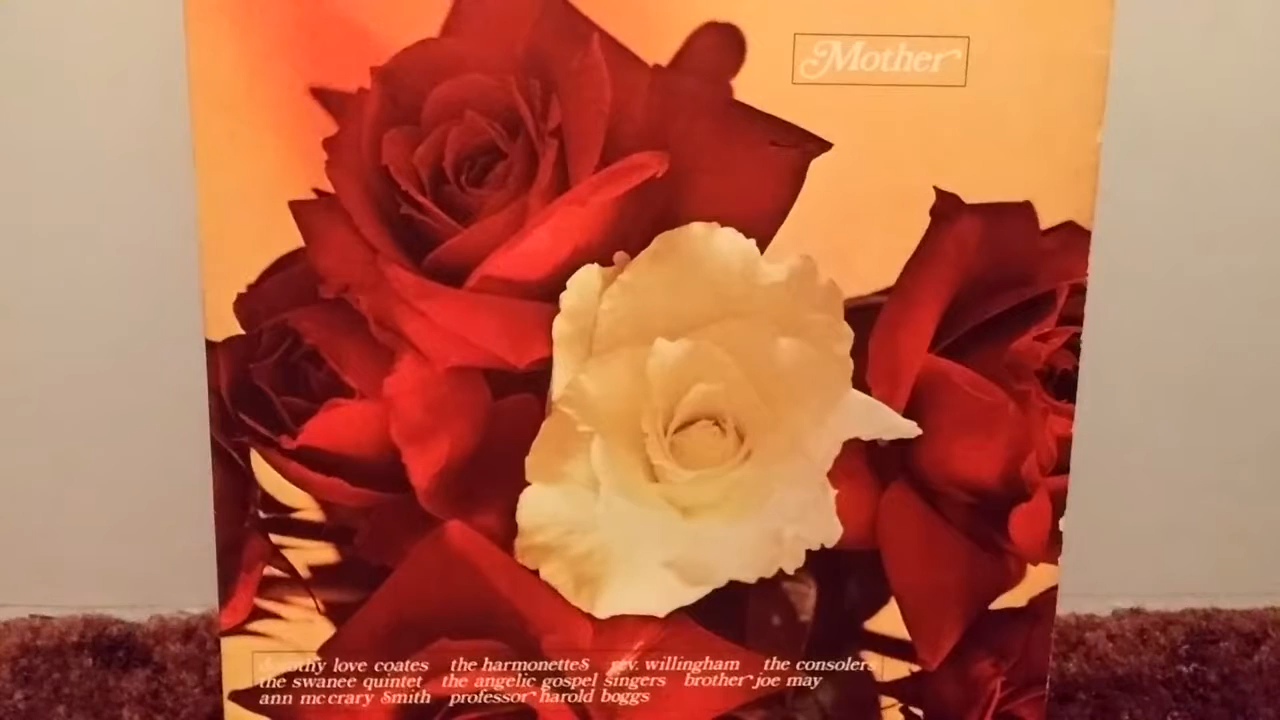 Mother
dorothy love coates the harmonettes rev. willingham the consolers
the swanee quintet the angelic gospel singers brother joe may
ann mccrary Smith professor harold boggs